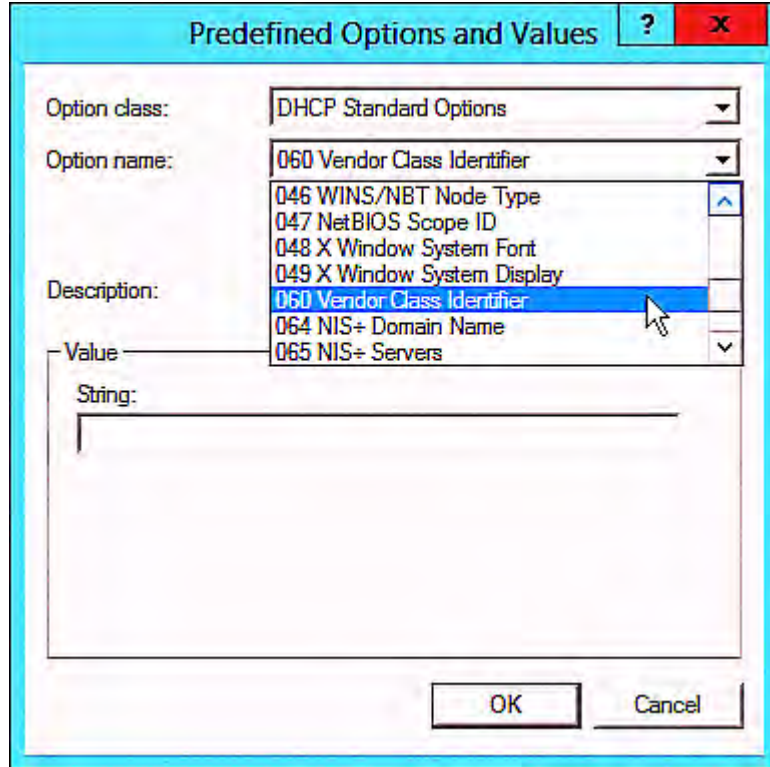 Predefined Options and Values ? x
Option class: DHCP Standard Options
Option name: 060 Vendor Class Identifier
046 WINS/NBT Node Type
047 NetBIOS Scope ID
048 X Window System Font
049 X Window System Display
060 Vendor Class Identifier
064 NIS+ Domain Name
065 NIS+ Servers
Description:
Value
String:
OK Cancel